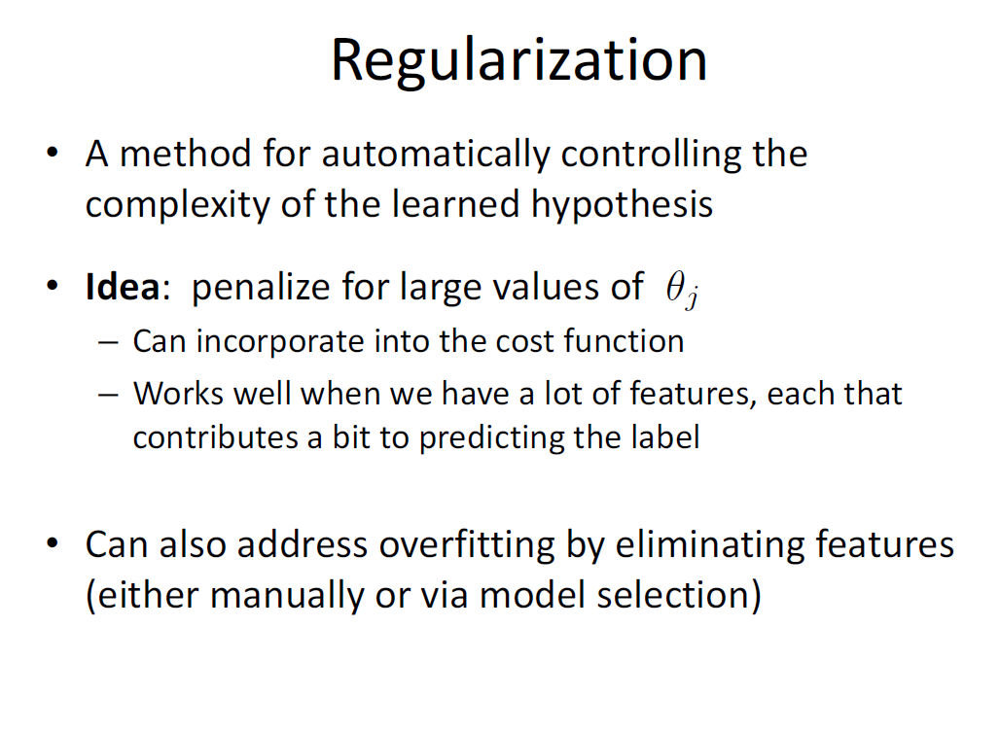 Regularization
• A method for automatically controlling the
complexity of the learned hypothesis
• Idea: penalize for large values of θj
– Can incorporate into the cost function
– Works well when we have a lot of features, each that
contributes a bit to predicting the label
• Can also address overfitting by eliminating features
(either manually or via model selection)